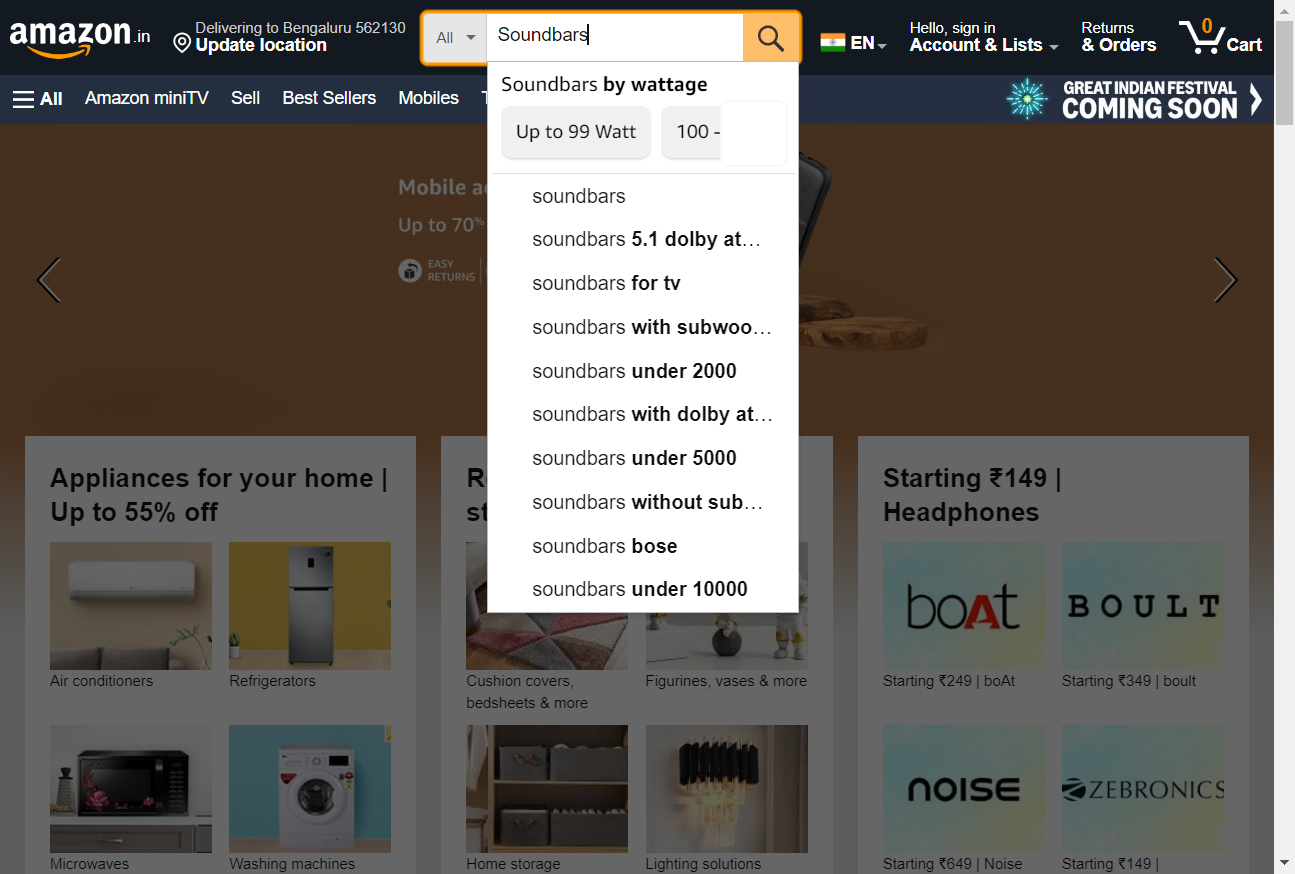 amazon.in
Delivering to Bengaluru 562130
Update location
All
Soundbars
EN
Hello, sign in
Account & Lists
Returns
& Orders
0
Cart
All
Amazon miniTV
Sell
Best Sellers
Mobiles
GREAT INDIAN FESTIVAL
COMING SOON
Soundbars by wattage
Up to 99 Watt
100 -
Mobile
Up to 70%
EASY
RETURNS
soundbars
soundbars 5.1 dolby at…
soundbars for tv
soundbars with subwoo…
soundbars under 2000
soundbars with dolby at…
soundbars under 5000
soundbars without sub…
soundbars bose
soundbars under 10000
Appliances for your home |
Up to 55% off
Air conditioners
Refrigerators
Microwaves
Washing machines
Cushion covers,
bedsheets & more
Figurines, vases & more
Home storage
Lighting solutions
Starting ₹149 |
Headphones
boAt
BOULT
Starting ₹249 | boAt
Starting ₹349 | boult
NOISE
ZEBRONICS
Starting ₹649 | Noise
Starting ₹149 |